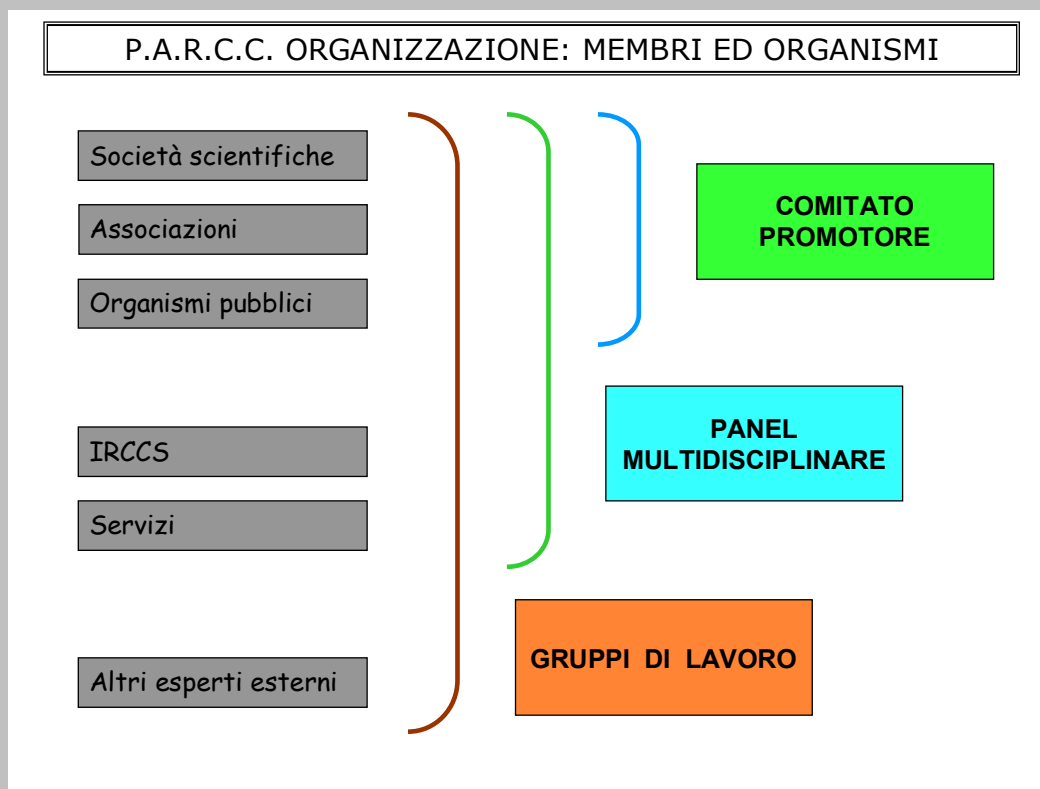 P.A.R.C.C. ORGANIZZAZIONE: MEMBRI ED ORGANISMI
Società scientifiche
Associazioni
Organismi pubblici
IRCCS
Servizi
Altri esperti esterni
COMITATO
PROMOTORE
PANEL
MULTIDISCIPLINARE
GRUPPI DI LAVORO